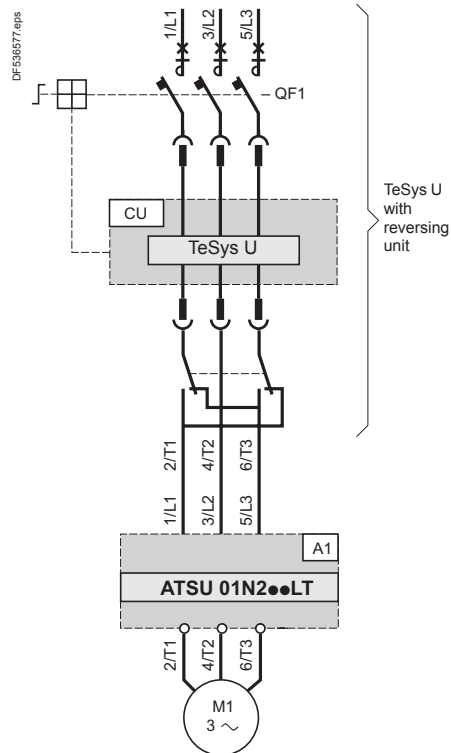 DF536577.eps
1/L1
3/L2
5/L3
– QF1
CU
TeSys U
TeSys U
with
reversing
unit
2/T1
4/T2
6/T3
1/L1
3/L2
5/L3
A1
ATSU 01N2●●LT
2/T1
4/T2
6/T3
M1
3 ~